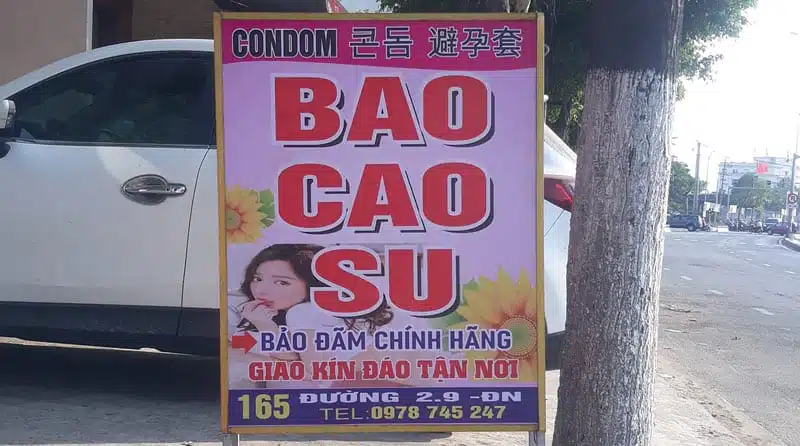 CONDOM 콘돔 避孕套
BAO
CAO
SU
BẢO ĐÃM CHÍNH HÃNG
GIAO KÍN ĐÁO TẬN NƠI
165 ĐƯỜNG 2.9 -ĐN
TEL:0978 745 247